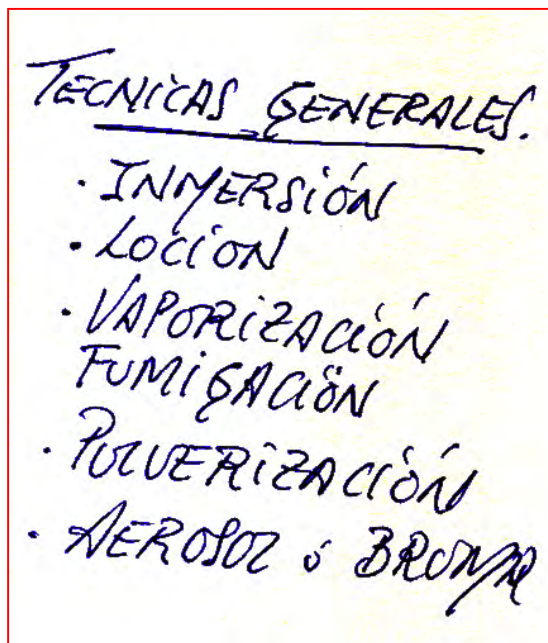 TECNICAS GENERALES.
· INMERSIÓN
· LOCION
· VAPORIZACIÓN
FUMIGACIÓN
· PULVERIZACIÓN
· AEROSOL ó BRUMA